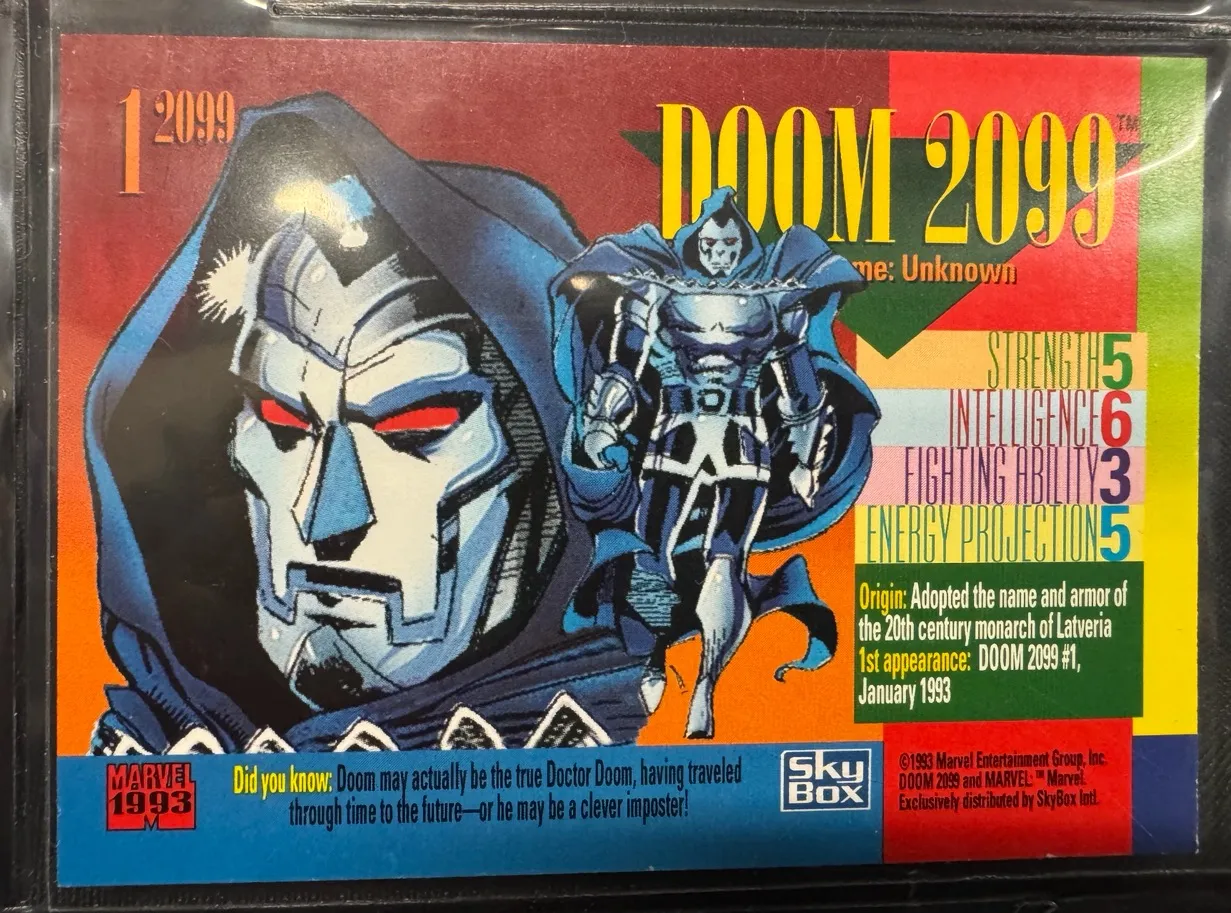 1 2099
DOOM 2099™
me: Unknown
STRENGTH 5
INTELLIGENCE 6
FIGHTING ABILITY 3
ENERGY PROJECTION 5
Origin: Adopted the name and armor of
the 20th century monarch of Latveria
1st appearance: DOOM 2099 #1,
January 1993
MARVEL
1993
M
Did you know: Doom may actually be the true Doctor Doom, having traveled
through time to the future—or he may be a clever imposter!
Sky
Box
©1993 Marvel Entertainment Group, Inc.
DOOM 2099 and MARVEL: ™ Marvel.
Exclusively distributed by SkyBox Intl.